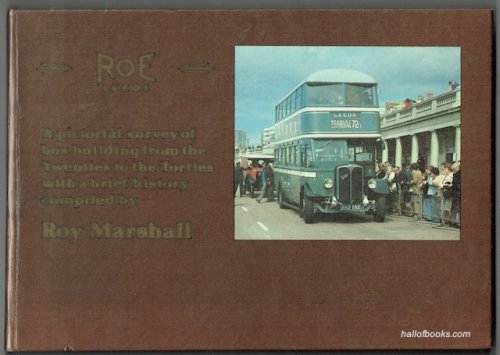 RoE
A pictorial survey of
bus building from the
Twenties to the Forties
with a brief history
compiled by
Roy Marshall
LEEDS
72
hallofbooks.com